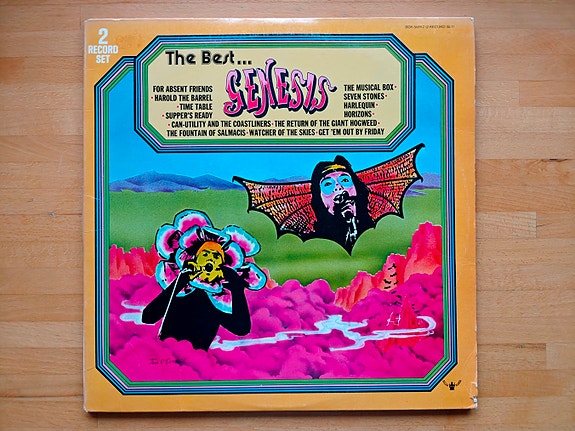 2
RECORD
SET
The Best...
GENESIS
FOR ABSENT FRIENDS
· HAROLD THE BARREL
· TIME TABLE
· SUPPER'S READY
THE MUSICAL BOX ·
SEVEN STONES ·
HARLEQUIN ·
HORIZONS ·
· CAN-UTILITY AND THE COASTLINERS · THE RETURN OF THE GIANT HOGWEED ·
THE FOUNTAIN OF SALMACIS · WATCHER OF THE SKIES · GET 'EM OUT BY FRIDAY